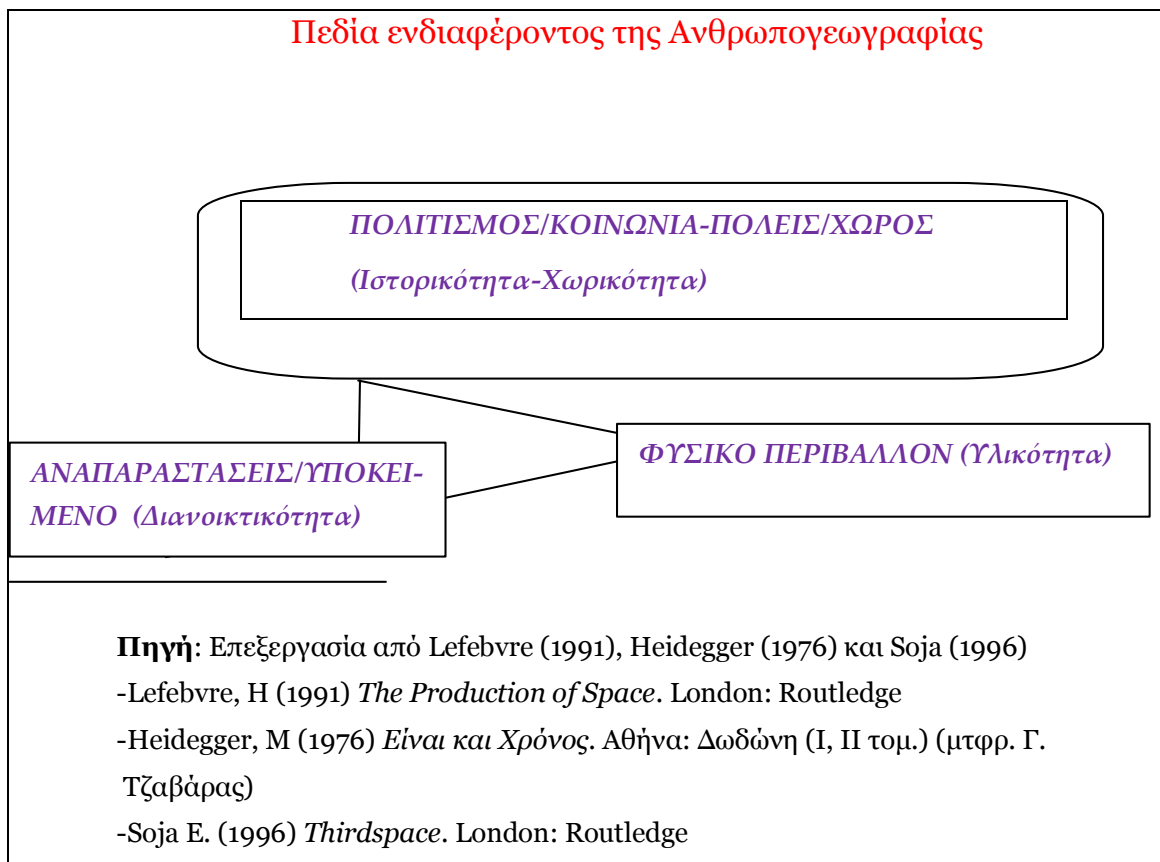 Πεδία ενδιαφέροντος της Ανθρωπογεωγραφίας
ΠΟΛΙΤΙΣΜΟΣ/ΚΟΙΝΩΝΙΑ-ΠΟΛΕΙΣ/ΧΩΡΟΣ
(Ιστορικότητα-Χωρικότητα)
ΑΝΑΠΑΡΑΣΤΑΣΕΙΣ/ΥΠΟΚΕΙ-
ΜΕΝΟ (Διανοικτικότητα)
ΦΥΣΙΚΟ ΠΕΡΙΒΑΛΛΟΝ (Υλικότητα)
Πηγή: Επεξεργασία από Lefebvre (1991), Heidegger (1976) και Soja (1996)
-Lefebvre, H (1991) The Production of Space. London: Routledge
-Heidegger, M (1976) Είναι και Χρόνος. Αθήνα: Δωδώνη (Ι, ΙΙ τομ.) (μτφρ. Γ.
Τζαβάρας)
-Soja E. (1996) Thirdspace. London: Routledge